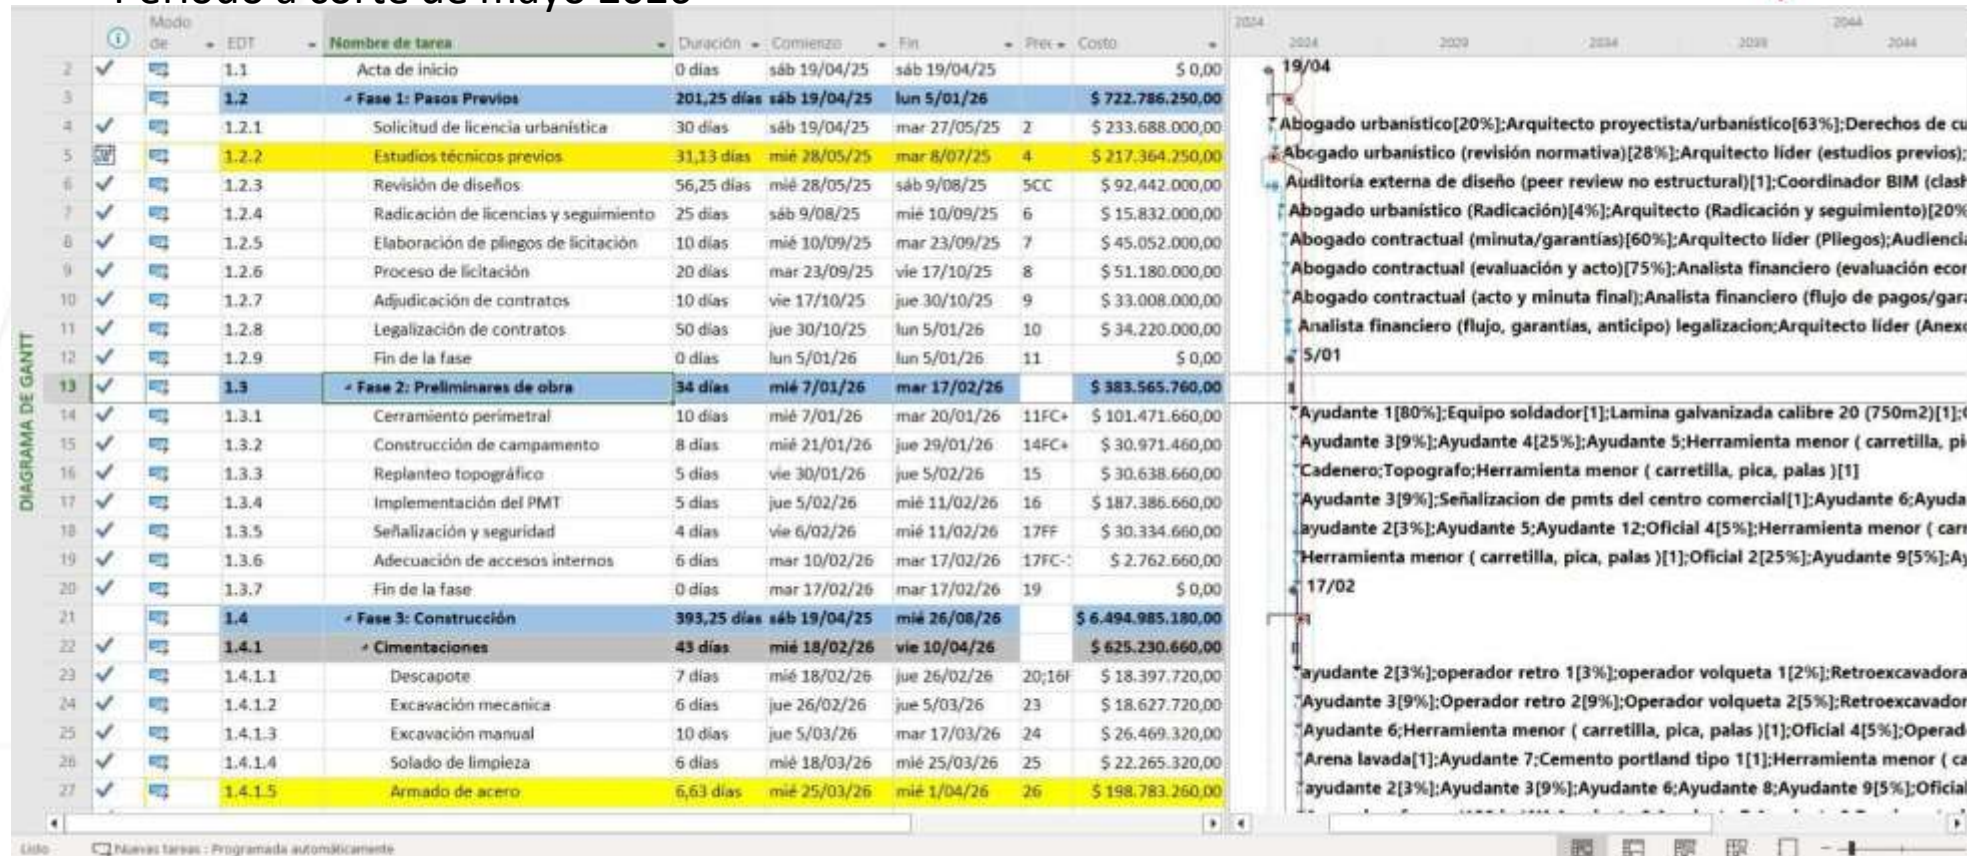 Periodo a corte de mayo 2026
2024 2044
Modo de EDT Nombre de tarea Duración Comienzo Fin Costo 2024 2029 2034 2044
2 1.1 Acta de inicio 0 días sáb 19/04/25 sáb 19/04/25 $ 0,00 19/04
3 1.2 Fase 1: Pasos Previos 201,25 días sáb 19/04/25 lun 5/01/26 $ 722.786.250,00
4 1.2.1 Solicitud de licencia urbanística 30 días sáb 19/04/25 mar 27/05/25 2 $ 233.688.000,00 Abogado urbanístico[20%];Arquitecto proyectista/urbanístico[63%];Derechos de cu
5 1.2.2 Estudios técnicos previos 31,13 días mié 28/05/25 mar 8/07/25 4 $ 217.364.250,00 Abogado urbanístico (revisión normativa)[28%];Arquitecto líder (estudios previos);
6 1.2.3 Revisión de diseños 56,25 días mié 28/05/25 sáb 9/08/25 5CC $ 92.442.000,00 Auditoría externa de diseño (peer review no estructural)[1];Coordinador BIM (clash
7 1.2.4 Radicación de licencias y seguimiento 25 días sáb 9/08/25 mié 10/09/25 6 $ 15.832.000,00 Abogado urbanístico (Radicación)[4%];Arquitecto (Radicación y seguimiento)[20%
8 1.2.5 Elaboración de pliegos de licitación 10 días mié 10/09/25 mar 23/09/25 7 $ 45.052.000,00 Abogado contractual (minuta/garantías)[60%];Arquitecto líder (Pliegos);Audiencia
9 1.2.6 Proceso de licitación 20 días mar 23/09/25 vie 17/10/25 8 $ 51.180.000,00 Abogado contractual (evaluación y acto)[75%];Analista financiero (evaluación econ
10 1.2.7 Adjudicación de contratos 10 días vie 17/10/25 jue 30/10/25 9 $ 33.008.000,00 Abogado contractual (acto y minuta final);Analista financiero (flujo de pagos/gara
11 1.2.8 Legalización de contratos 50 días jue 30/10/25 lun 5/01/26 10 $ 34.220.000,00 Analista financiero (flujo, garantías, anticipo) legalizacion;Arquitecto líder (Anexo
12 1.2.9 Fin de la fase 0 días lun 5/01/26 lun 5/01/26 11 $ 0,00 5/01
13 1.3 Fase 2: Preliminares de obra 34 días mié 7/01/26 mar 17/02/26 $ 383.565.760,00
14 1.3.1 Cerramiento perimetral 10 días mié 7/01/26 mar 20/01/26 11FC+ $ 101.471.660,00 Ayudante 1[80%];Equipo soldador[1];Lamina galvanizada calibre 20 (750m2)[1];
15 1.3.2 Construcción de campamento 8 días mié 21/01/26 jue 29/01/26 14FC+ $ 30.971.460,00 Ayudante 3[9%];Ayudante 4[25%];Ayudante 5;Herramienta menor ( carretilla, pi
16 1.3.3 Replanteo topográfico 5 días vie 30/01/26 jue 5/02/26 15 $ 30.638.660,00 Cadenero;Topografo;Herramienta menor ( carretilla, pica, palas )[1]
17 1.3.4 Implementación del PMT 5 días jue 5/02/26 mié 11/02/26 16 $ 187.386.660,00 Ayudante 3[9%];Señalizacion de pmts del centro comercial[1];Ayudante 6;Ayuda
18 1.3.5 Señalización y seguridad 4 días vie 6/02/26 mié 11/02/26 17FF $ 30.334.660,00 ayudante 2[3%];Ayudante 5;Ayudante 12;Oficial 4[5%];Herramienta menor ( carr
19 1.3.6 Adecuación de accesos internos 6 días mar 10/02/26 mar 17/02/26 17FC- $ 2.762.660,00 Herramienta menor ( carretilla, pica, palas )[1];Oficial 2[25%];Ayudante 9[5%];Ay
20 1.3.7 Fin de la fase 0 días mar 17/02/26 mar 17/02/26 19 $ 0,00 17/02
21 1.4 Fase 3: Construcción 393,25 días sáb 19/04/25 mié 26/08/26 $ 6.494.985.180,00
22 1.4.1 Cimentaciones 43 días mié 18/02/26 vie 10/04/26 $ 625.230.660,00
23 1.4.1.1 Descapote 7 días mié 18/02/26 jue 26/02/26 20;16F $ 18.397.720,00 ayudante 2[3%];operador retro 1[3%];operador volqueta 1[2%];Retroexcavadora
24 1.4.1.2 Excavación mecanica 6 días jue 26/02/26 jue 5/03/26 23 $ 18.627.720,00 Ayudante 3[9%];Operador retro 2[9%];Operador volqueta 2[5%];Retroexcavador
25 1.4.1.3 Excavación manual 10 días jue 5/03/26 mar 17/03/26 24 $ 26.469.320,00 Ayudante 6;Herramienta menor ( carretilla, pica, palas )[1];Oficial 4[5%];Operad
26 1.4.1.4 Solado de limpieza 6 días mié 18/03/26 mié 25/03/26 25 $ 22.265.320,00 Arena lavada[1];Ayudante 7;Cemento portland tipo 1[1];Herramienta menor ( ca
27 1.4.1.5 Armado de acero 6,63 días mié 25/03/26 mié 1/04/26 26 $ 198.783.260,00 ayudante 2[3%];Ayudante 3[9%];Ayudante 6;Ayudante 8;Ayudante 9[5%];Oficial
DIAGRAMA DE GANTT
Listo Nuevas tareas : Programada automáticamente